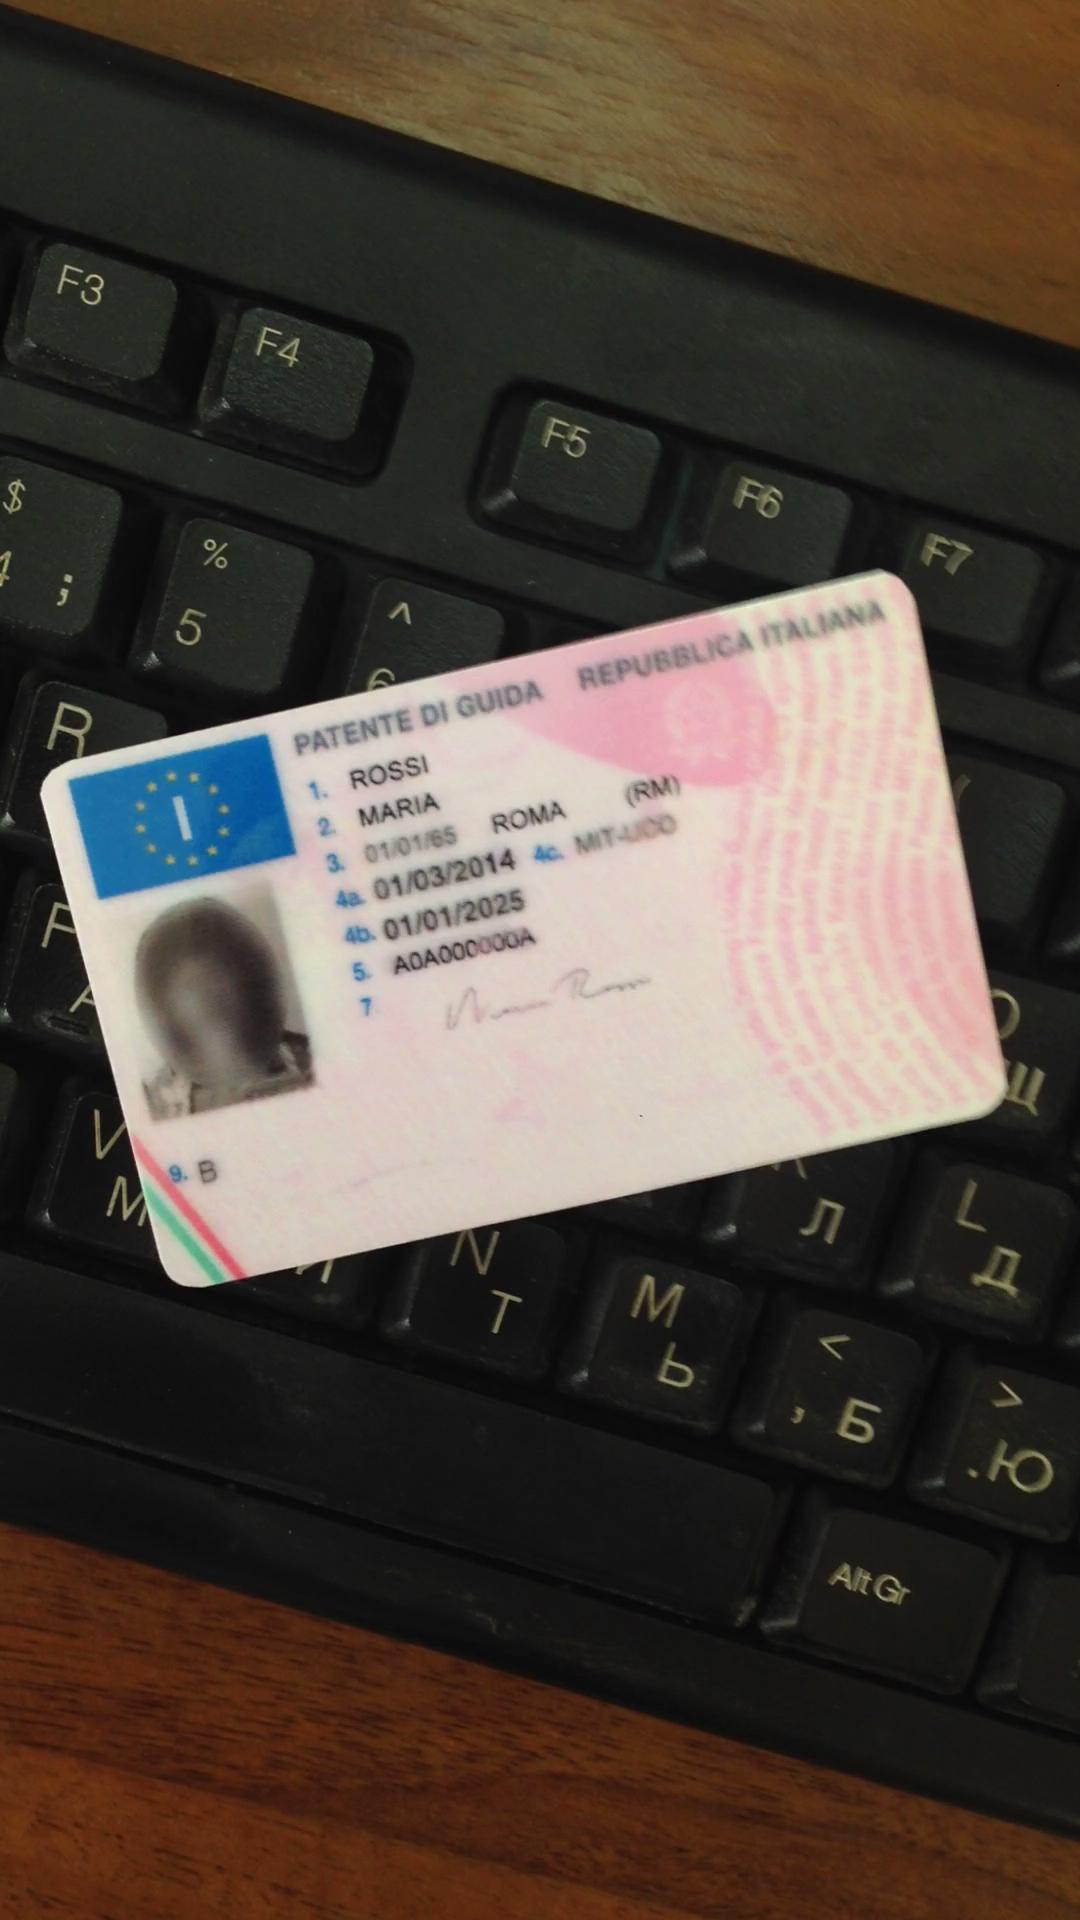 F3
F4
F5
F6
F7
$
4 ;
%
5
^
6
R
PATENTE DI GUIDA REPUBBLICA ITALIANA
I
1. ROSSI
2. MARIA
3. 01/01/65 ROMA (RM)
4a. 01/03/2014 4c. MIT-UCO
4b. 01/01/2025
5. A0A000000A
7
Maria Rossi
9. B
F
А
V
М
O
Щ
Л
L
Д
N
Т
M
Ь
<
, Б
>
. Ю
Alt Gr